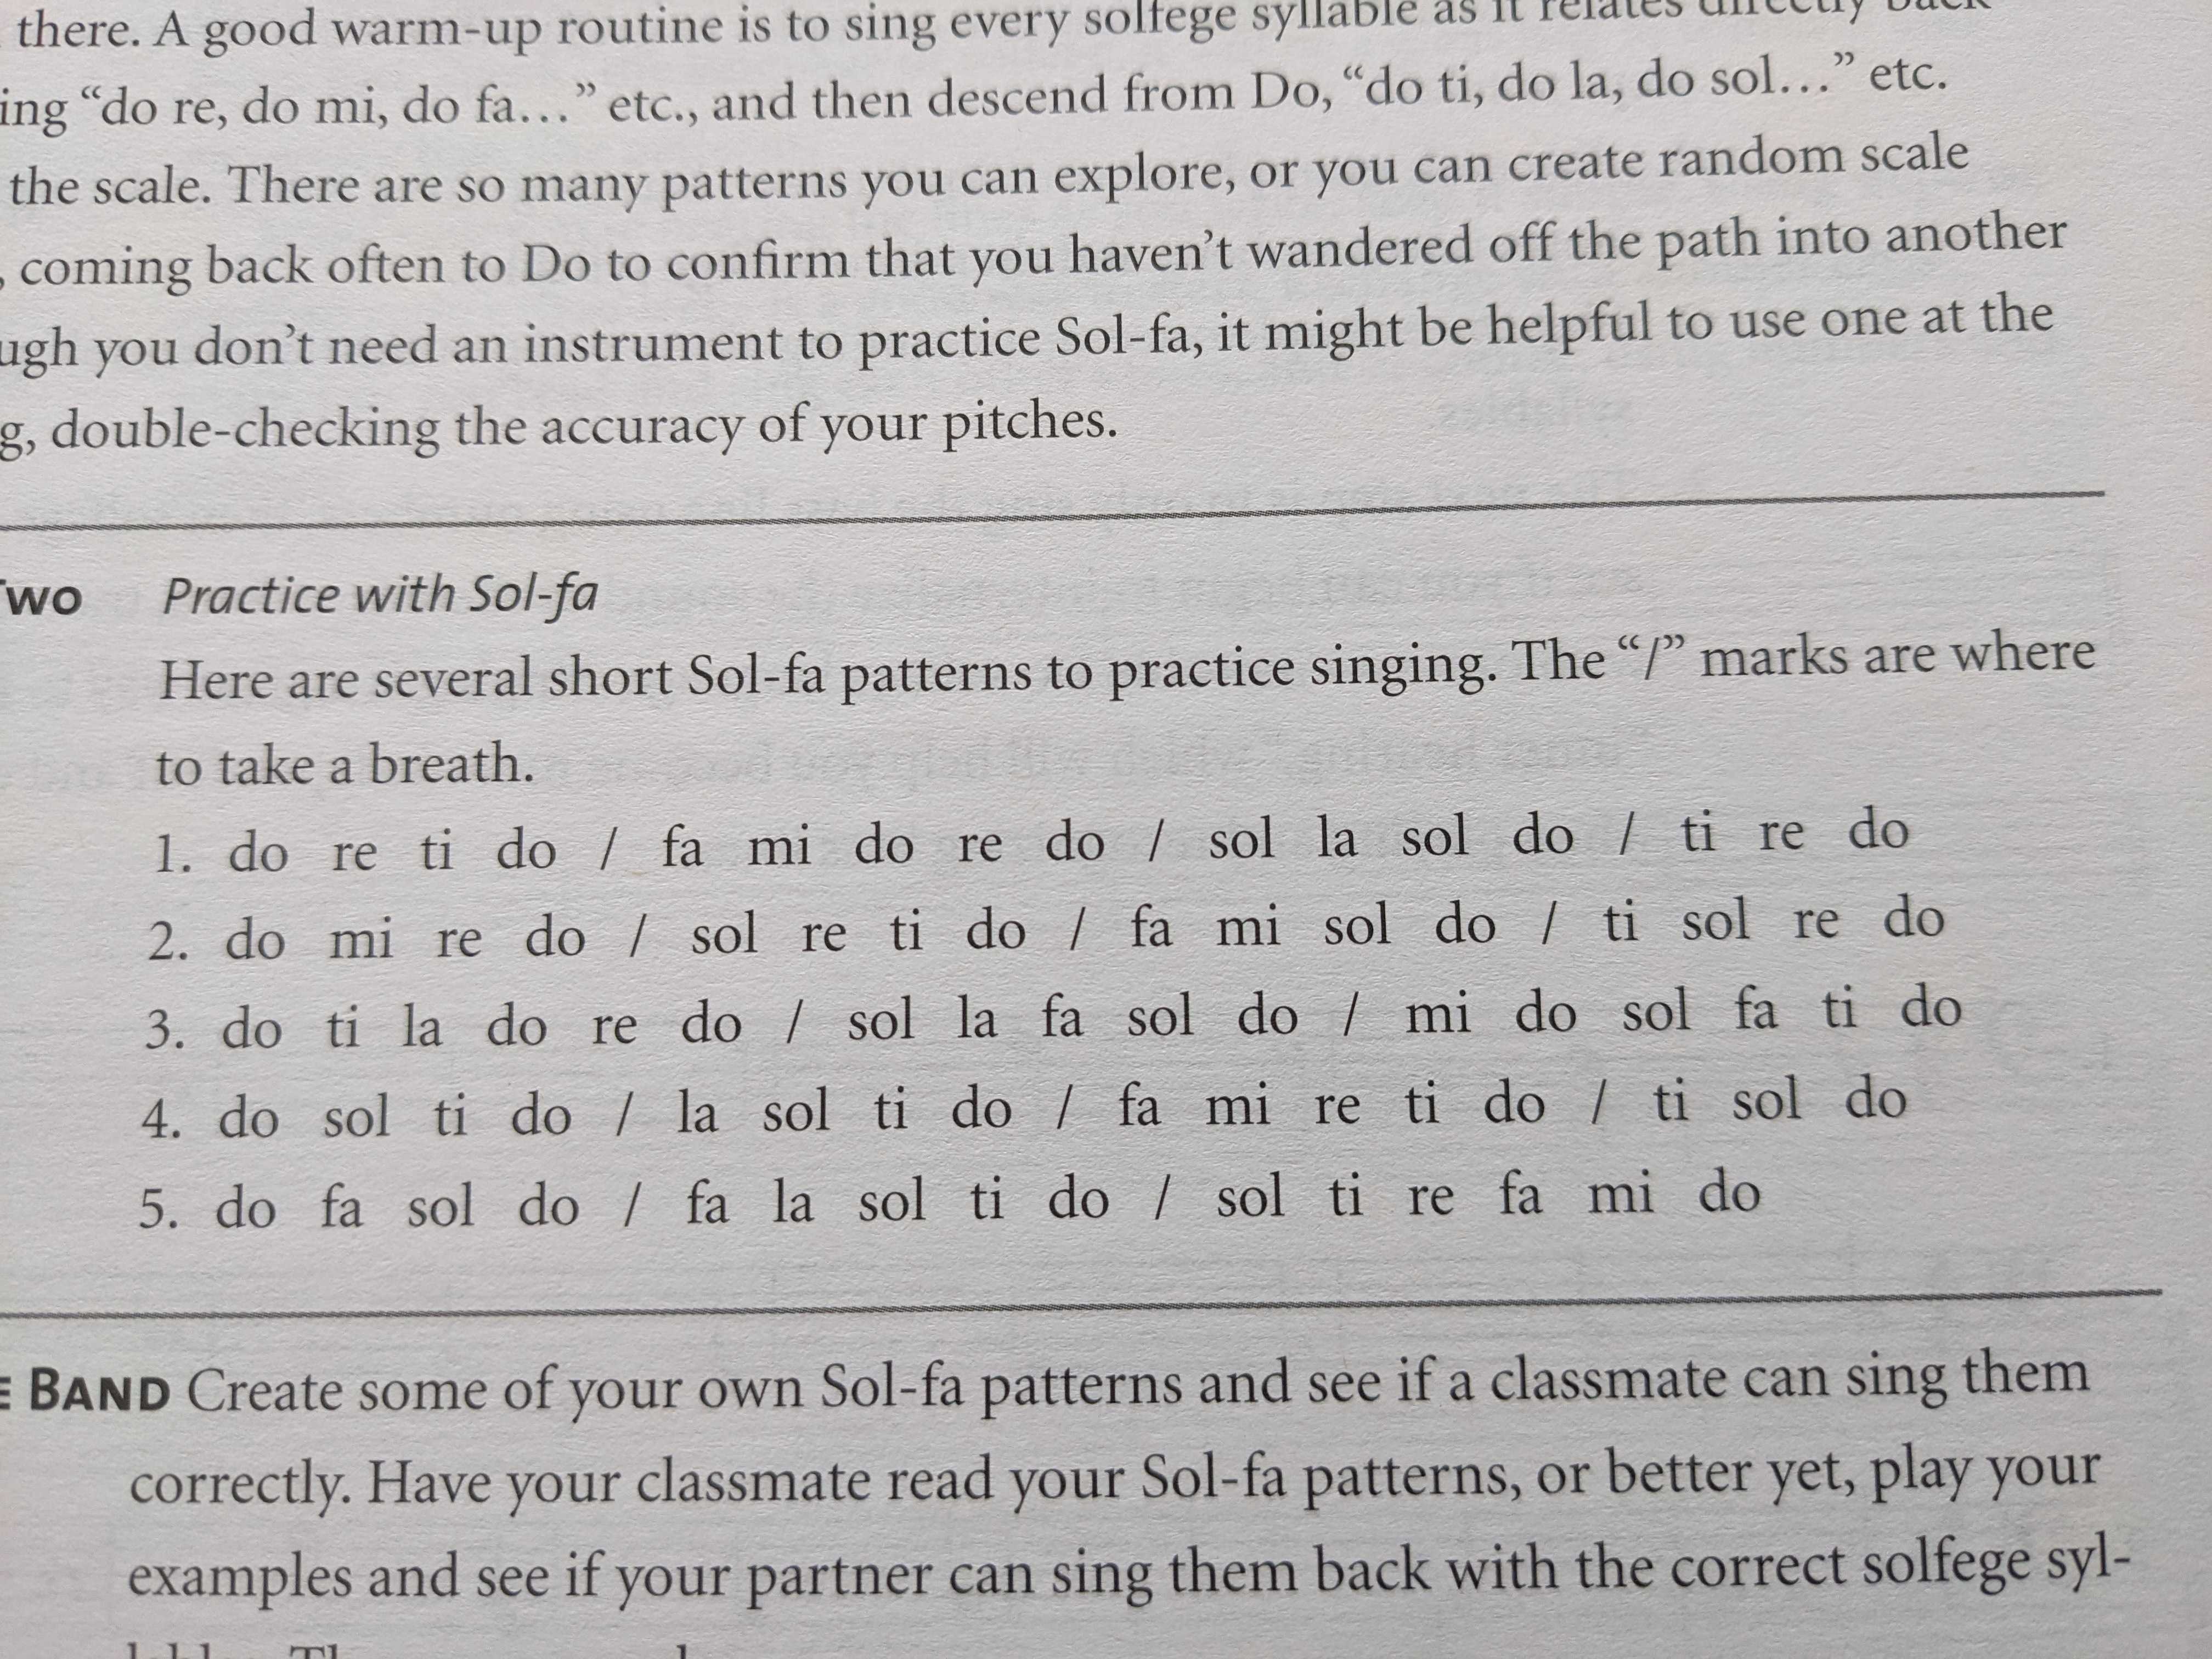 there. A good warm-up routine is to sing every solfege syllable as it relates directly back
ing “do re, do mi, do fa…” etc., and then descend from Do, “do ti, do la, do sol…” etc.
the scale. There are so many patterns you can explore, or you can create random scale
, coming back often to Do to confirm that you haven’t wandered off the path into another
ugh you don’t need an instrument to practice Sol-fa, it might be helpful to use one at the
g, double-checking the accuracy of your pitches.
TWO Practice with Sol-fa
Here are several short Sol-fa patterns to practice singing. The “/” marks are where
to take a breath.
1. do re ti do / fa mi do re do / sol la sol do / ti re do
2. do mi re do / sol re ti do / fa mi sol do / ti sol re do
3. do ti la do re do / sol la fa sol do / mi do sol fa ti do
4. do sol ti do / la sol ti do / fa mi re ti do / ti sol do
5. do fa sol do / fa la sol ti do / sol ti re fa mi do
E BAND Create some of your own Sol-fa patterns and see if a classmate can sing them
correctly. Have your classmate read your Sol-fa patterns, or better yet, play your
examples and see if your partner can sing them back with the correct solfege syl-